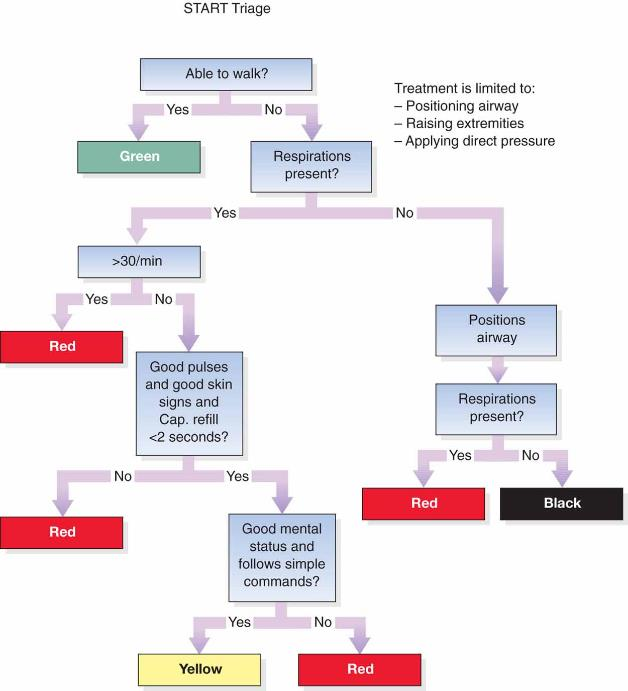 START Triage
Able to walk?
Treatment is limited to:
– Positioning airway
– Raising extremities
– Applying direct pressure
Yes
No
Green
Respirations
present?
Yes
No
>30/min
Yes
No
Positions
airway
Red
Good pulses
and good skin
signs and
Cap. refill
<2 seconds?
Respirations
present?
Yes
No
No
Yes
Red
Black
Red
Good mental
status and
follows simple
commands?
Yes
No
Yellow
Red